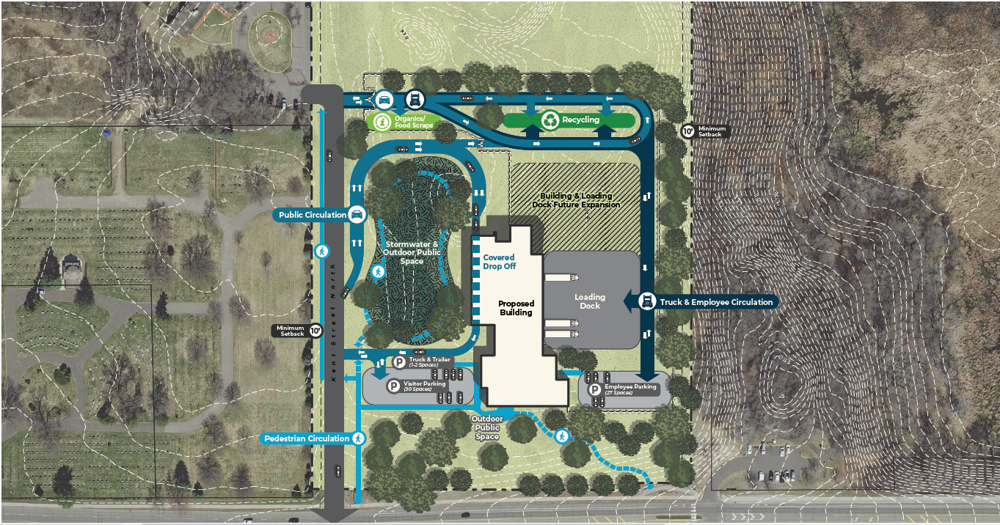 930
Organics/
Food Scraps
Recycling
10'
Minimum
Setback
Building & Loading
Dock Future Expansion
Public Circulation
Stormwater &
Outdoor Public
Space
Covered
Drop Off
Proposed
Building
Loading
Dock
Truck & Employee Circulation
Minimum
Setback
10'
Kent Street North
P
Truck & Trailer
(1-2 Spaces)
P
Visitor Parking
(30 Spaces)
P
Employee Parking
(27 Spaces)
Outdoor
Public
Space
Pedestrian Circulation